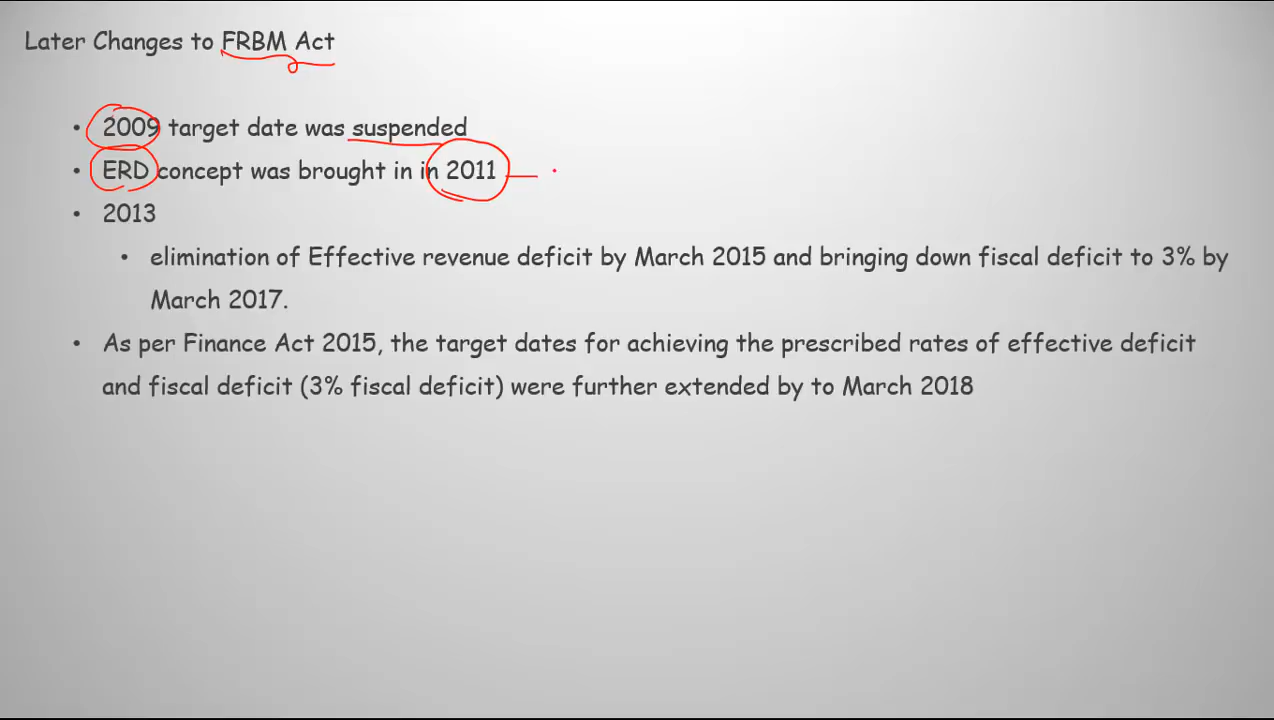 Later Changes to FRBM Act
• 2009 target date was suspended
• ERD concept was brought in in 2011
• 2013
• elimination of Effective revenue deficit by March 2015 and bringing down fiscal deficit to 3% by
March 2017.
• As per Finance Act 2015, the target dates for achieving the prescribed rates of effective deficit
and fiscal deficit (3% fiscal deficit) were further extended by to March 2018